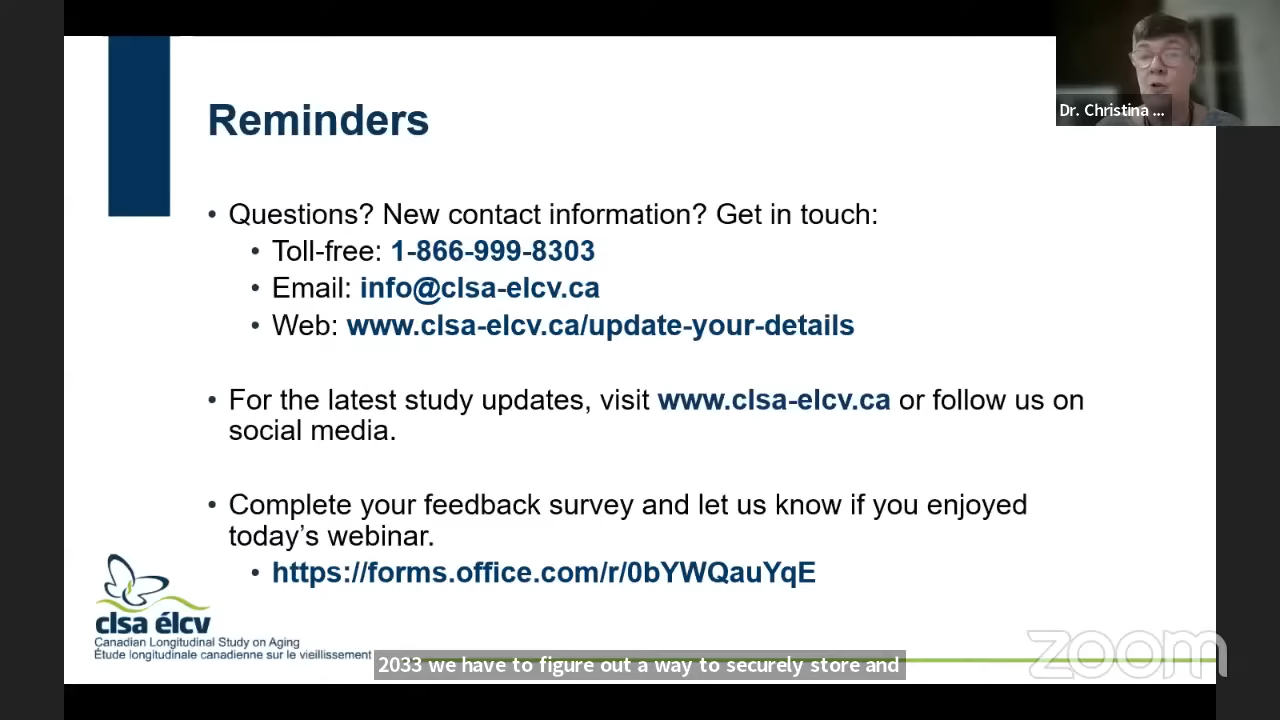 Dr. Christina ...
Reminders
• Questions? New contact information? Get in touch:
• Toll-free: 1-866-999-8303
• Email: info@clsa-elcv.ca
• Web: www.clsa-elcv.ca/update-your-details
• For the latest study updates, visit www.clsa-elcv.ca or follow us on
social media.
• Complete your feedback survey and let us know if you enjoyed
today’s webinar.
• https://forms.office.com/r/0bYWQauYqE
clsa élcv
Canadian Longitudinal Study on Aging
Étude longitudinale canadienne sur le vieillissement
2033 we have to figure out a way to securely store and
zoom